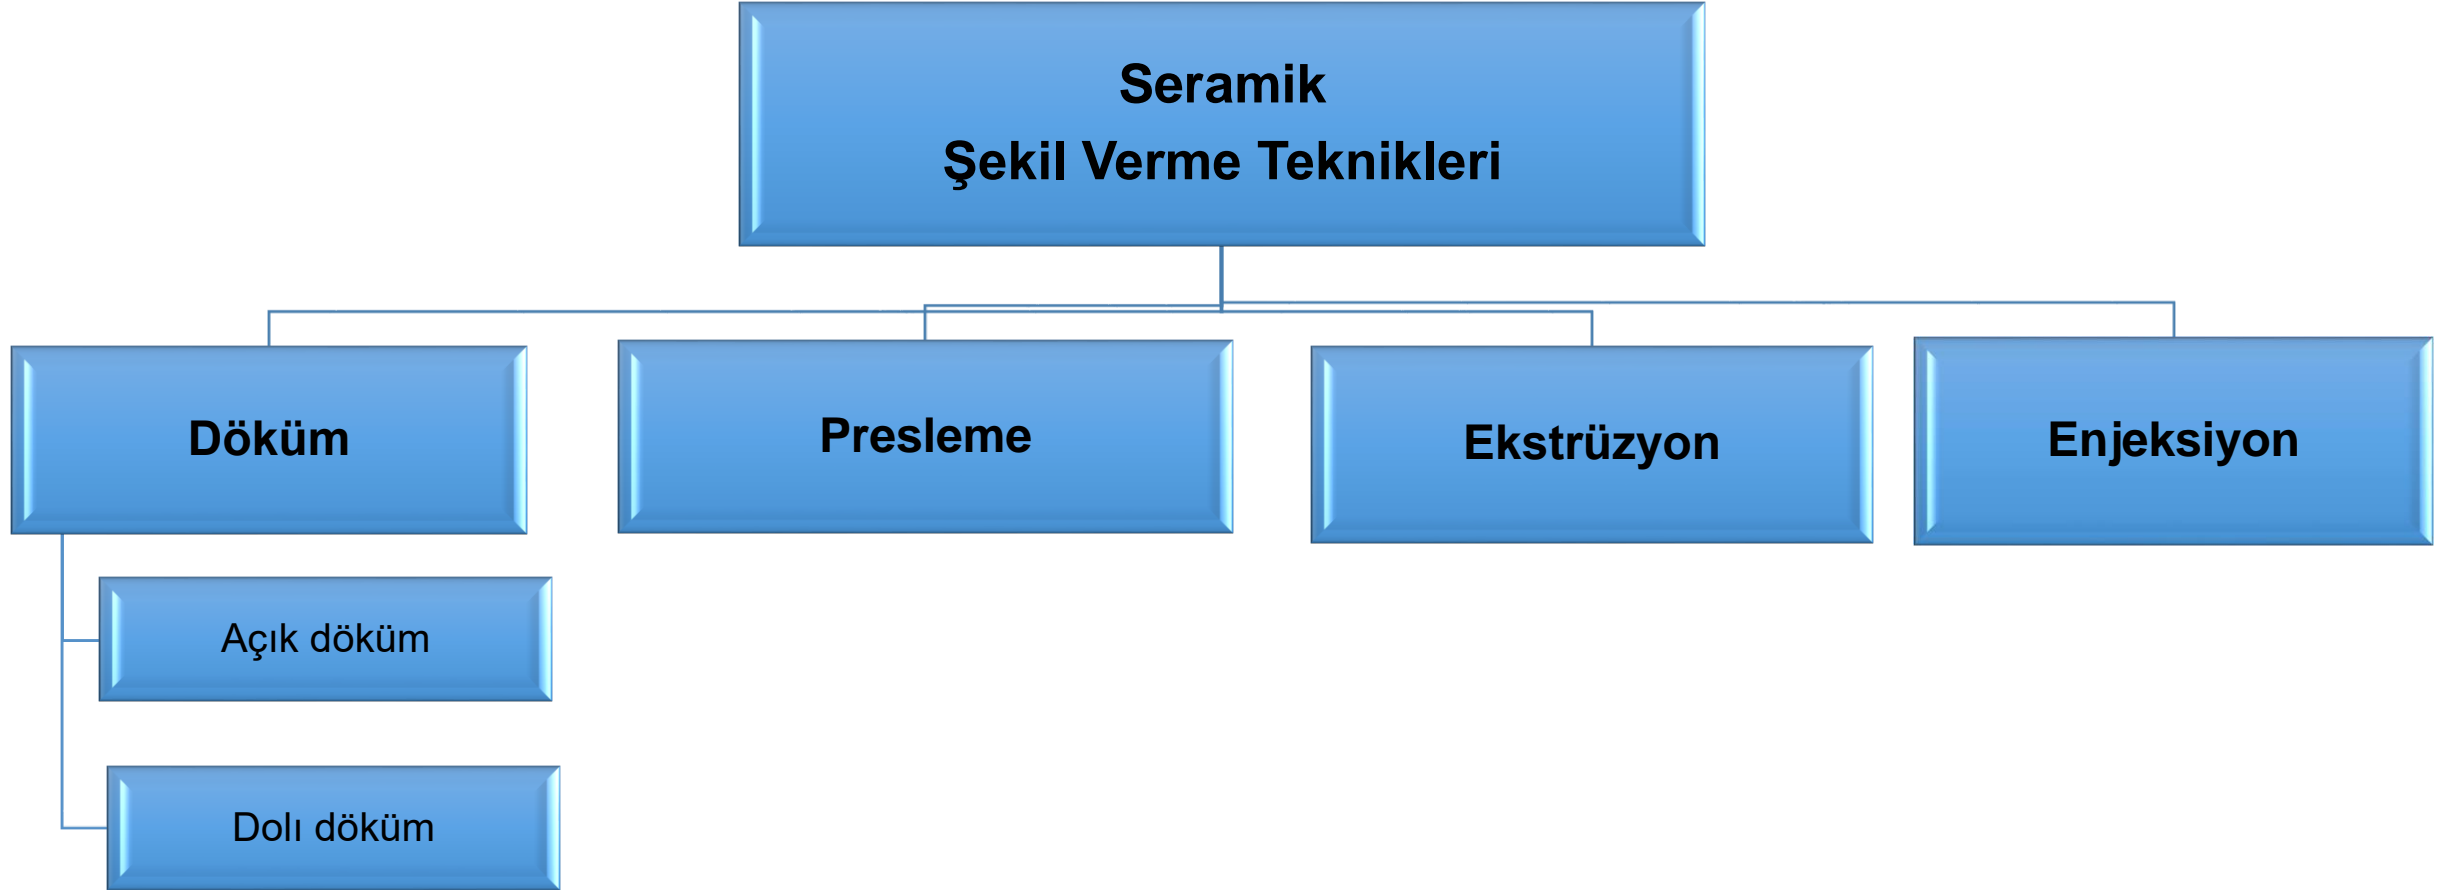 Seramik
Şekil Verme Teknikleri
Döküm
Presleme
Ekstrüzyon
Enjeksiyon
Açık döküm
Dolı döküm